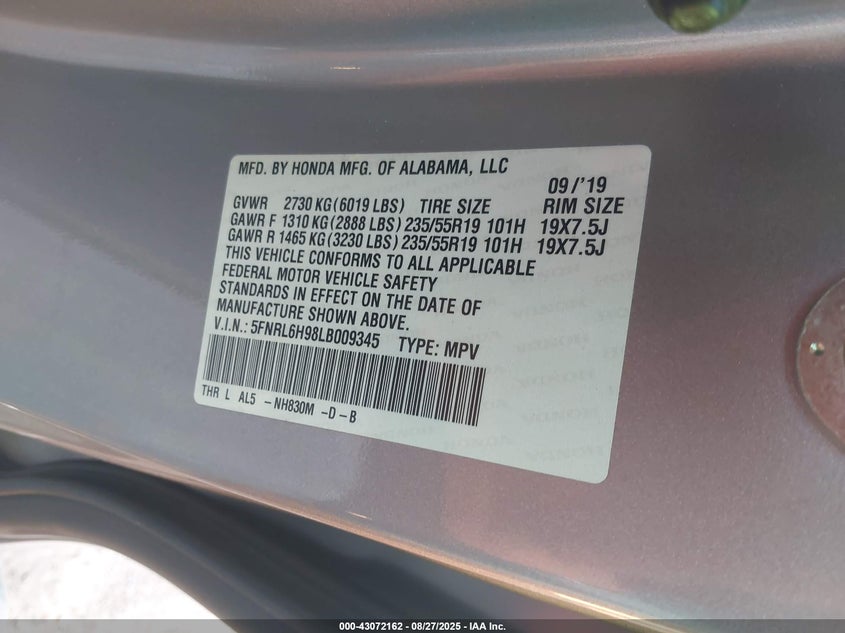 MFD. BY HONDA MFG. OF ALABAMA, LLC
09/'19
GVWR 2730 KG(6019 LBS) TIRE SIZE RIM SIZE
GAWR F 1310 KG(2888 LBS) 235/55R19 101H 19X7.5J
GAWR R 1465 KG(3230 LBS) 235/55R19 101H 19X7.5J
THIS VEHICLE CONFORMS TO ALL APPLICABLE
FEDERAL MOTOR VEHICLE SAFETY
STANDARDS IN EFFECT ON THE DATE OF
MANUFACTURE SHOWN ABOVE.
V.I.N.: 5FNRL6H98LB009345 TYPE: MPV
THR L AL5 -NH830M -D-B
000-43072162 - 08/27/2025 - IAA Inc.